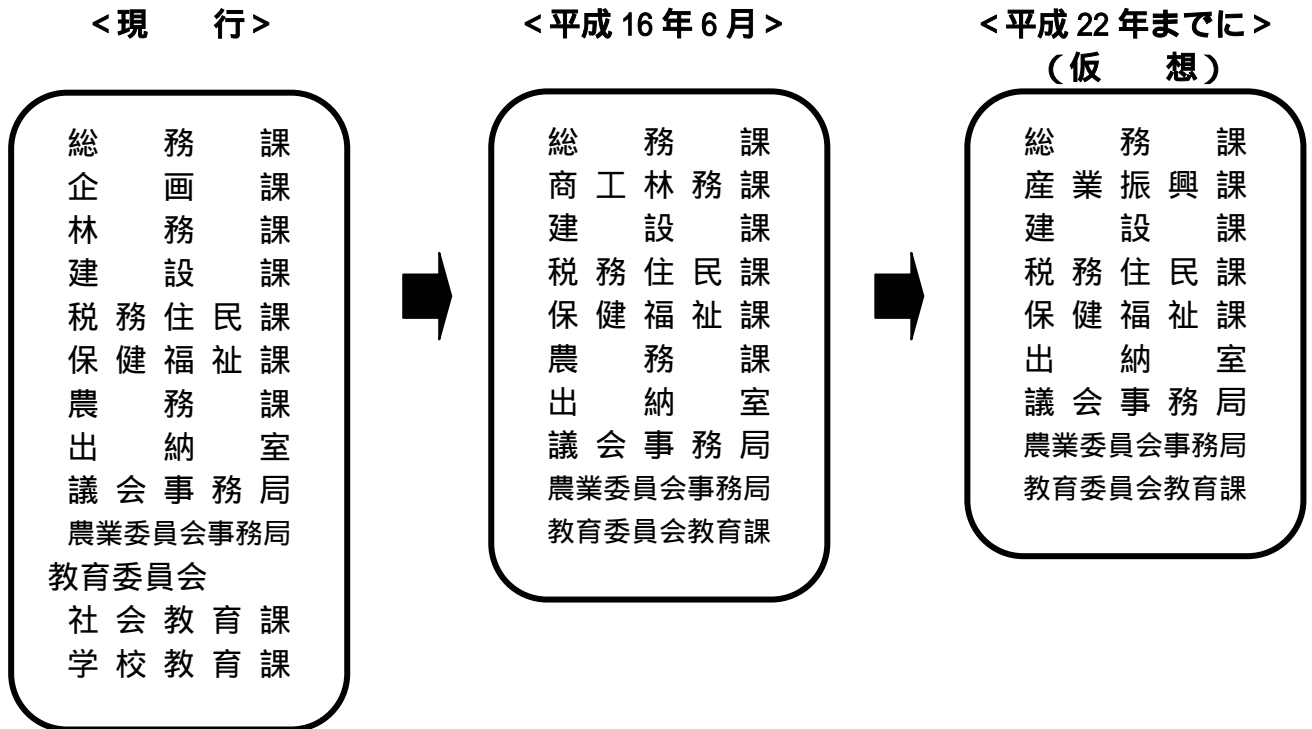 <現　行>
総務課
企画課
林務課
建設課
税務住民課
保健福祉課
農務課
出納室
議会事務局
農業委員会事務局
教育委員会
社会教育課
学校教育課
<平成 16 年 6 月>
総務課
商工林務課
建設課
税務住民課
保健福祉課
農務課
出納室
議会事務局
農業委員会事務局
教育委員会教育課
<平成 22 年までに>
(仮　想)
総務課
産業振興課
建設課
税務住民課
保健福祉課
出納室
議会事務局
農業委員会事務局
教育委員会教育課